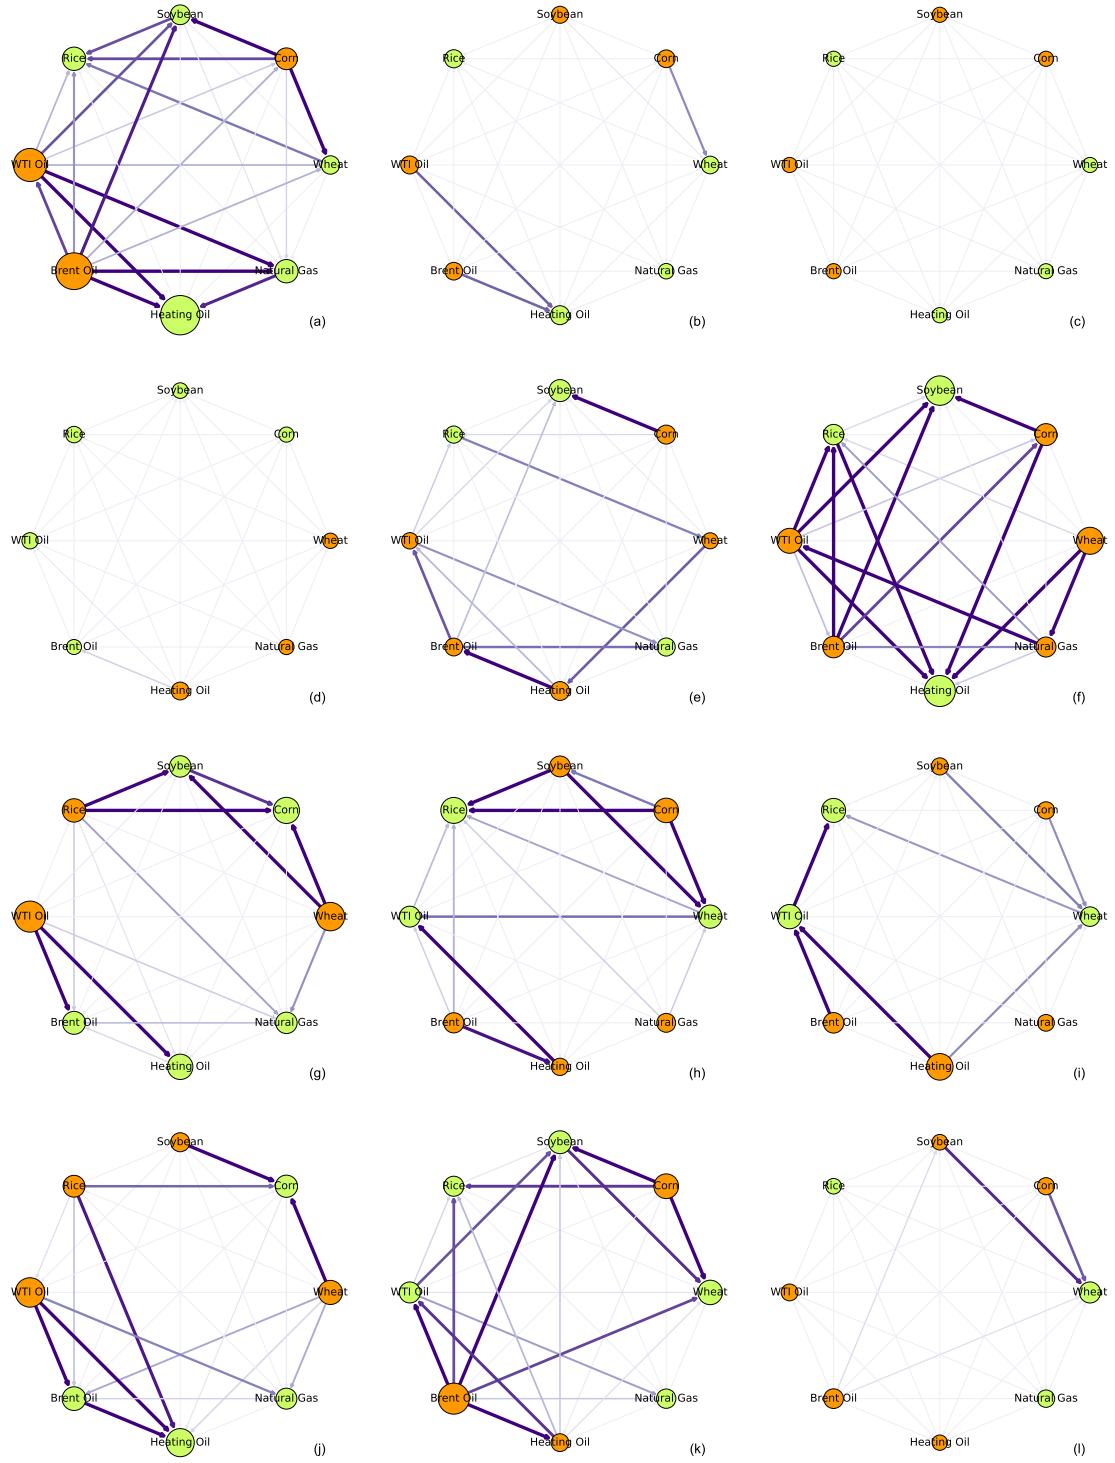 Soybean Soybean Soybean
Rice Corn Rice Corn Rice Corn
WTI Oil Wheat WTI Oil Wheat WTI Oil Wheat
Brent Oil Natural Gas Brent Oil Natural Gas Brent Oil Natural Gas
Heating Oil Heating Oil Heating Oil
(a) (b) (c)
Soybean Soybean Soybean
Rice Corn Rice Corn Rice Corn
WTI Oil Wheat WTI Oil Wheat WTI Oil Wheat
Brent Oil Natural Gas Brent Oil Natural Gas Brent Oil Natural Gas
Heating Oil Heating Oil Heating Oil
(d) (e) (f)
Soybean Soybean Soybean
Rice Corn Rice Corn Rice Corn
WTI Oil Wheat WTI Oil Wheat WTI Oil Wheat
Brent Oil Natural Gas Brent Oil Natural Gas Brent Oil Natural Gas
Heating Oil Heating Oil Heating Oil
(g) (h) (i)
Soybean Soybean Soybean
Rice Corn Rice Corn Rice Corn
WTI Oil Wheat WTI Oil Wheat WTI Oil Wheat
Brent Oil Natural Gas Brent Oil Natural Gas Brent Oil Natural Gas
Heating Oil Heating Oil Heating Oil
(j) (k) (l)